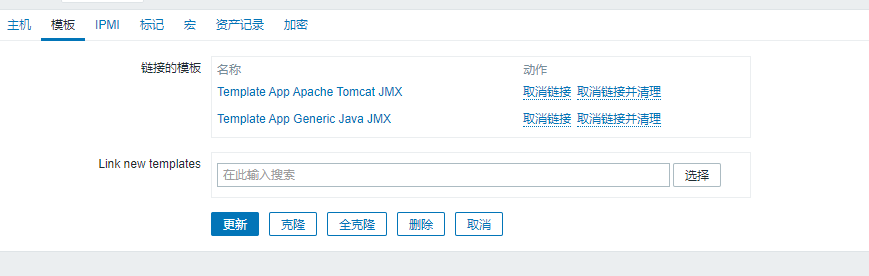 主机 模板 IPMI 标记 宏 资产记录 加密
链接的模板 名称 动作
Template App Apache Tomcat JMX 取消链接 取消链接并清理
Template App Generic Java JMX 取消链接 取消链接并清理
Link new templates 在此输入搜索 选择
更新 克隆 全克隆 删除 取消